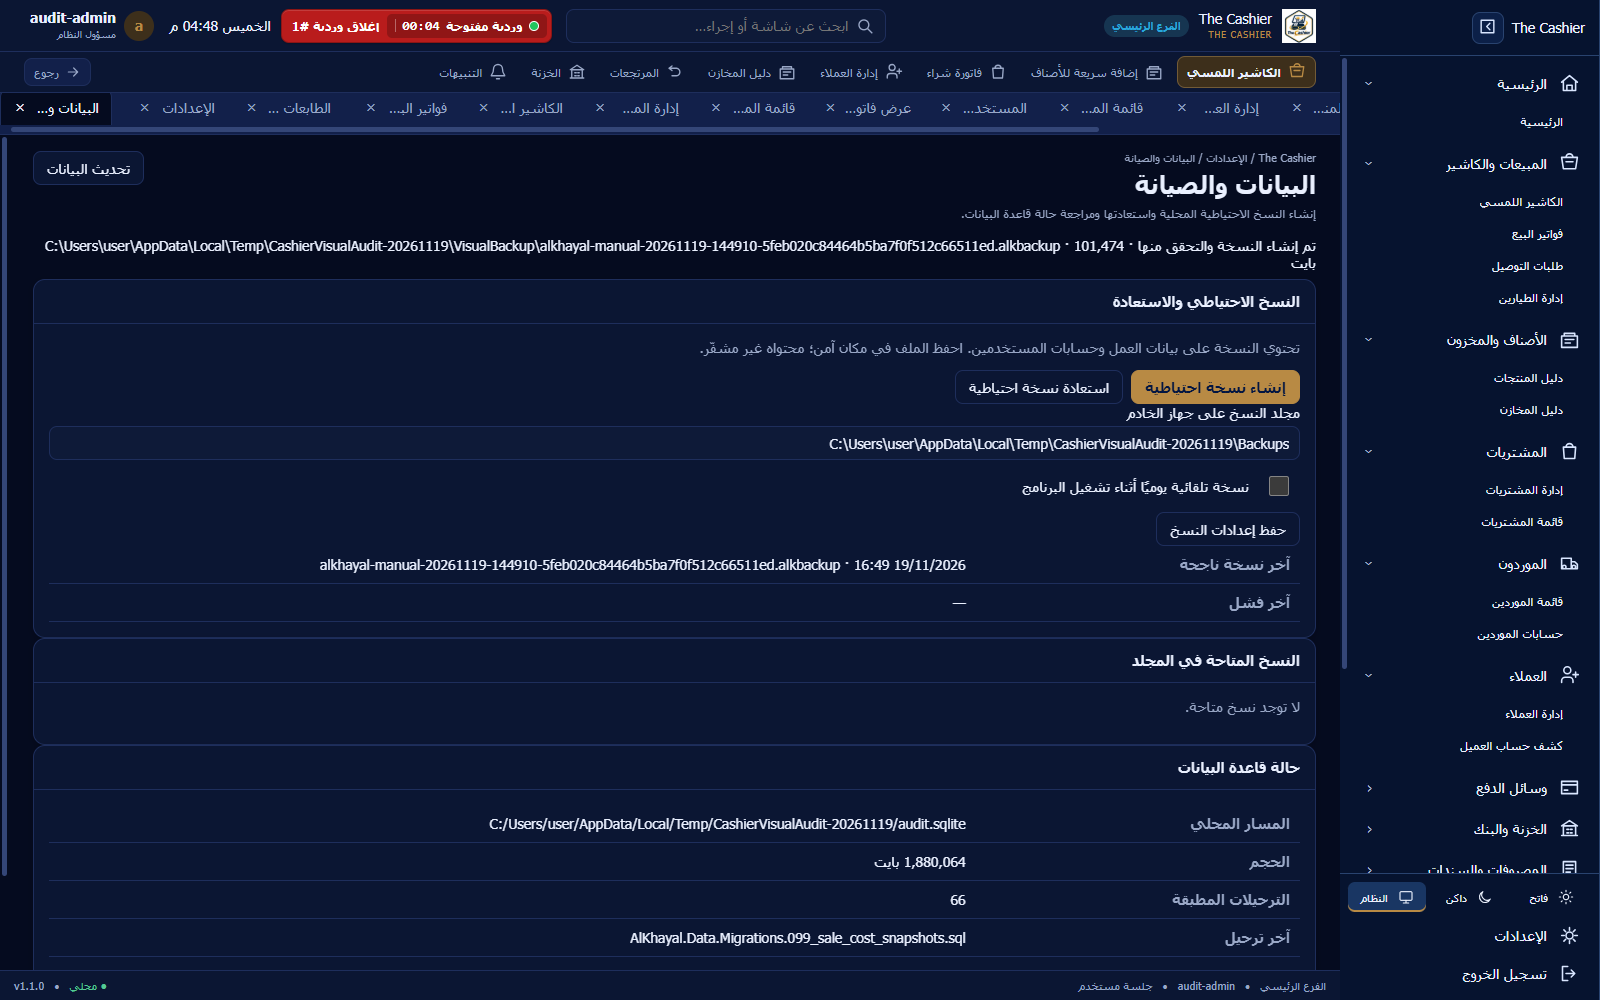 The Cashier
الرئيسية
الرئيسية
المبيعات والكاشير
الكاشير اللمسي
فواتير البيع
طلبات التوصيل
إدارة الطيارين
الأصناف والمخزون
دليل المنتجات
دليل المخازن
المشتريات
إدارة المشتريات
قائمة المشتريات
الموردون
قائمة الموردين
حسابات الموردين
العملاء
إدارة العملاء
كشف حساب العميل
وسائل الدفع
الخزنة والبنك
المصروفات والسندات
فاتح
داكن
النظام
الإعدادات
تسجيل الخروج
The Cashier
THE CASHIER
الفرع الرئيسي
ابحث عن شاشة أو إجراء...
وردية مفتوحة 00:04
إغلاق وردية #1
الخميس 04:48 م
a
audit-admin
مسؤول النظام
الكاشير اللمسي
إضافة سريعة للأصناف
فاتورة شراء
إدارة العملاء
دليل المخازن
المرتجعات
الخزنة
التنبيهات
رجوع
إدارة العـ...
قائمة المـ...
المستخد...
عرض فاتو...
قائمة المـ...
إدارة المـ...
الكاشير ا...
فواتير البـ...
الطابعات ...
الإعدادات
البيانات و...
The Cashier / الإعدادات / البيانات والصيانة
البيانات والصيانة
إنشاء النسخ الاحتياطية المحلية واستعادتها ومراجعة حالة قاعدة البيانات.
تحديث البيانات
تم إنشاء النسخة والتحقق منها · 101,474 · C:\Users\user\AppData\Local\Temp\CashierVisualAudit-20261119\VisualBackup\alkhayal-manual-20261119-144910-5feb020c84464b5ba7f0f512c66511ed.alkbackup
بايت
النسخ الاحتياطي والاستعادة
تحتوي النسخة على بيانات العمل وحسابات المستخدمين. احفظ الملف في مكان آمن؛ محتواه غير مشفّر.
إنشاء نسخة احتياطية
استعادة نسخة احتياطية
مجلد النسخ على جهاز الخادم
C:\Users\user\AppData\Local\Temp\CashierVisualAudit-20261119\Backups
نسخة تلقائية يوميًا أثناء تشغيل البرنامج
حفظ إعدادات النسخ
آخر نسخة ناجحة
alkhayal-manual-20261119-144910-5feb020c84464b5ba7f0f512c66511ed.alkbackup · 16:49 19/11/2026
آخر فشل
—
النسخ المتاحة في المجلد
لا توجد نسخ متاحة.
حالة قاعدة البيانات
المسار المحلي
C:/Users/user/AppData/Local/Temp/CashierVisualAudit-20261119/audit.sqlite
الحجم
1,880,064 بايت
الترحيلات المطبقة
66
آخر ترحيل
AlKhayal.Data.Migrations.099_sale_cost_snapshots.sql
الفرع الرئيسي • audit-admin • جلسة مستخدم
محلي • v1.1.0